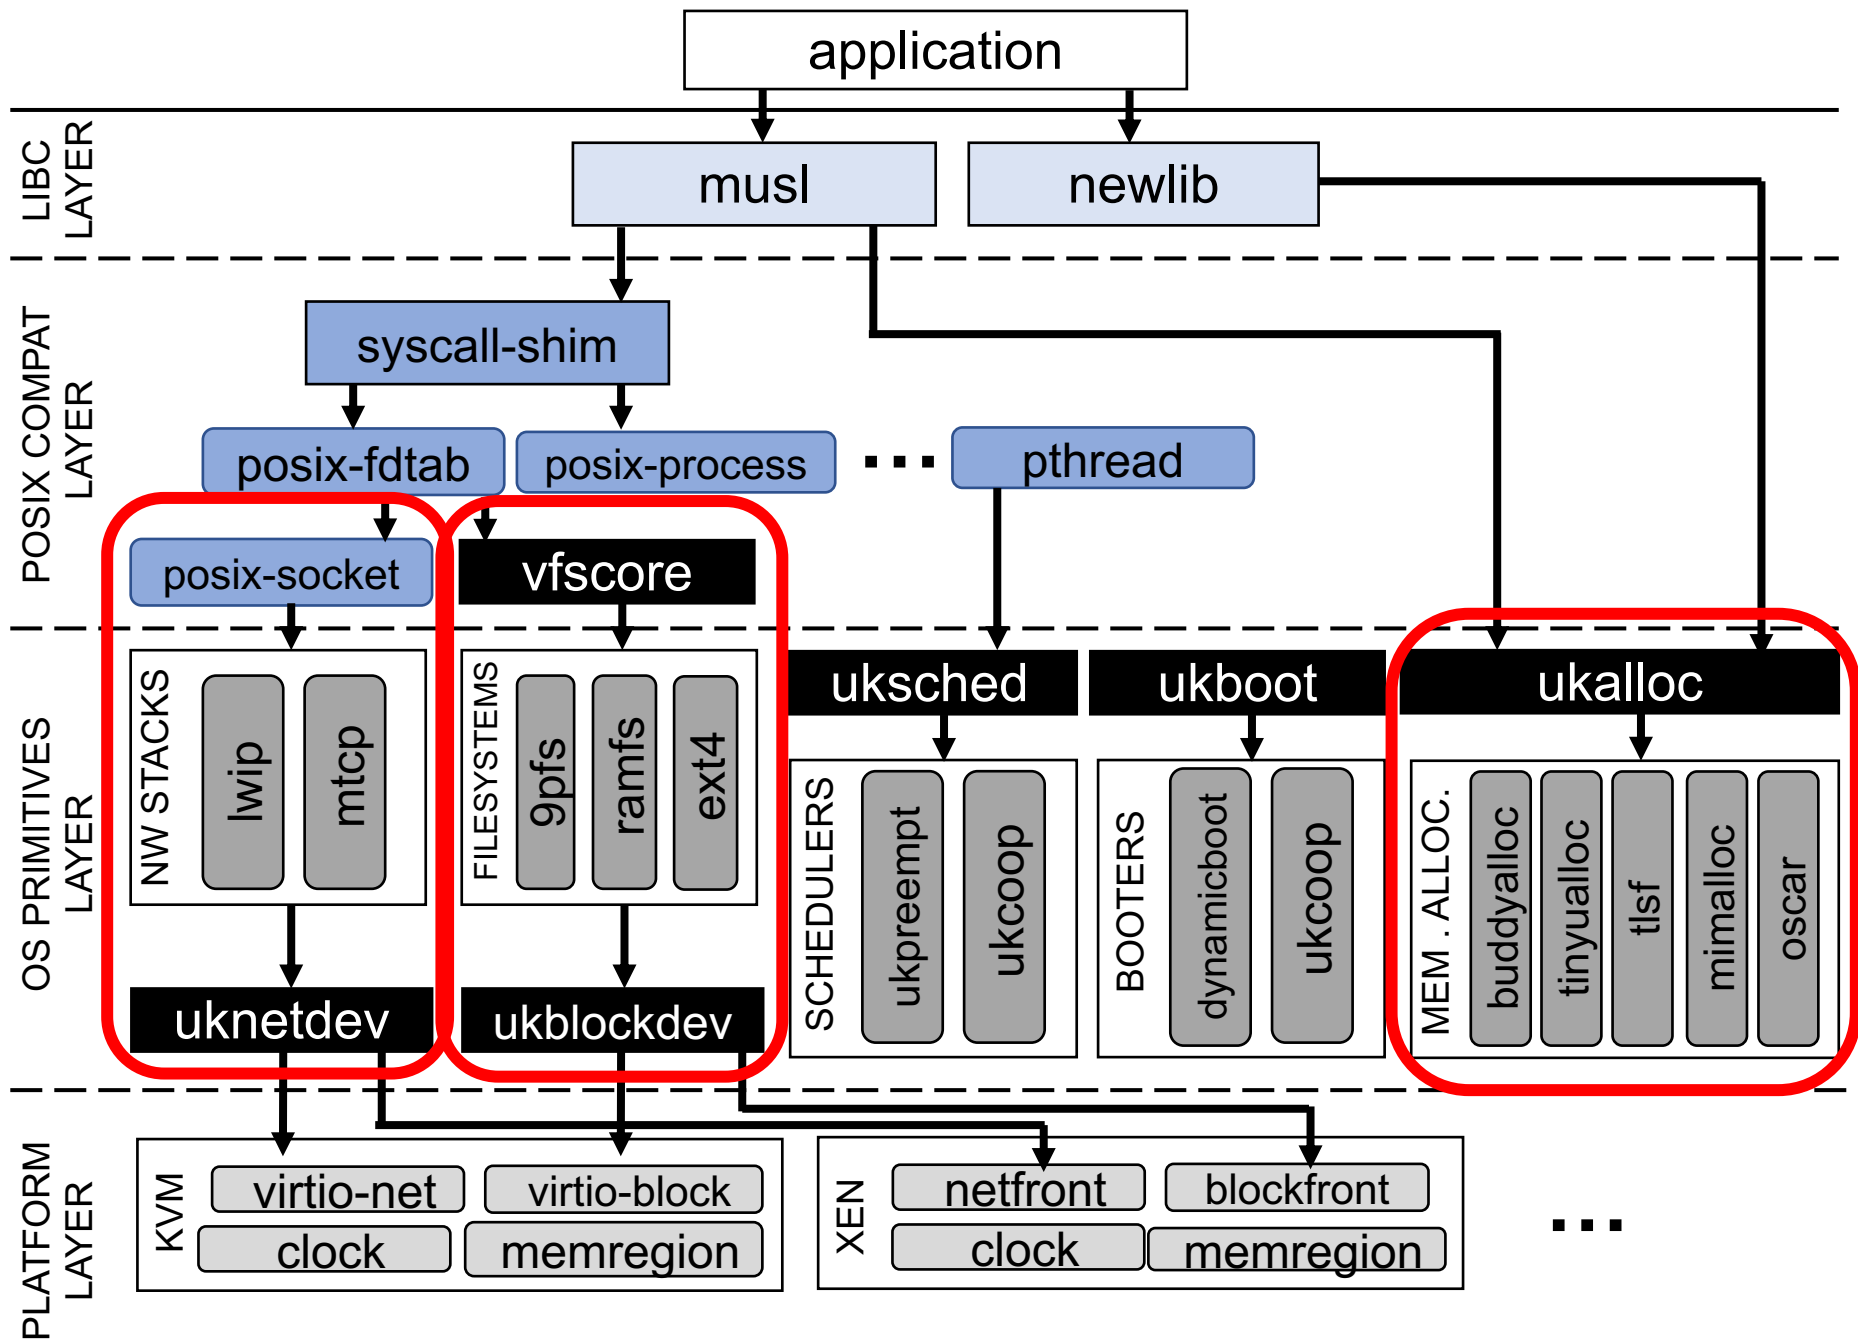 application
LIBC
LAYER
musl
newlib
POSIX COMPAT
LAYER
syscall-shim
posix-fdtab
posix-process
...
pthread
posix-socket
vfscore
OS PRIMITIVES
LAYER
NW STACKS
lwip
mtcp
FILESYSTEMS
9pfs
ramfs
ext4
uksched
SCHEDULERS
ukpreempt
ukcoop
ukboot
BOOTERS
dynamicboot
ukcoop
ukalloc
MEM . ALLOC.
buddyalloc
tinyualloc
tlsf
mimalloc
oscar
uknetdev
ukblockdev
PLATFORM
LAYER
KVM
virtio-net
virtio-block
clock
memregion
XEN
netfront
blockfront
clock
memregion
...